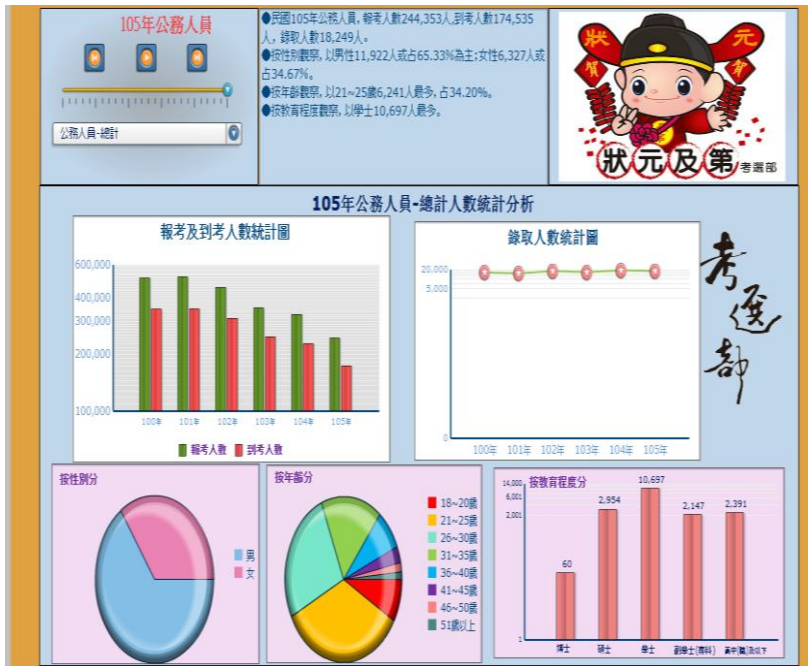 105年公務人員
公務人員-總計
●民國105年公務人員, 報考人數244,353人,到考人數174,535
人，錄取人數18,249人。
●按性別觀察, 以男性11,922人或占65.33%為主;女性6,327人或
占34.67%。
●按年齡觀察, 以21~25歲6,241人最多, 占34.20%。
●按教育程度觀察, 以學士10,697人最多。
狀 元
賀 賀
狀元及第 考選部
105年公務人員-總計人數統計分析
報考及到考人數統計圖
600,000
400,000
300,000
200,000
100,000
100年 101年 102年 103年 104年 105年
報考人數 到考人數
錄取人數統計圖
20,000
5,000
0
100年 101年 102年 103年 104年 105年
考選部
按性別分
男
女
按年齡分
18~20歲
21~25歲
26~30歲
31~35歲
36~40歲
41~45歲
46~50歲
51歲以上
按教育程度分
14,000
6,001
2,001
1
60
2,954
10,697
2,147
2,391
博士 碩士 學士 副學士(專科) 高中(職)及以下